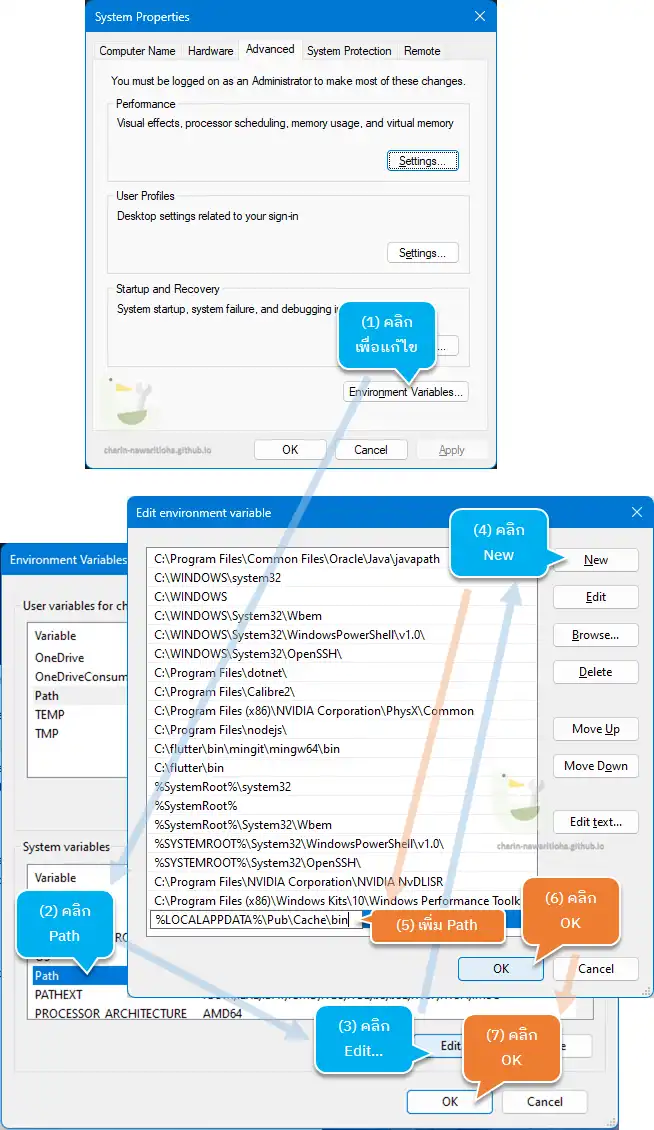 System Properties
Computer Name Hardware Advanced System Protection Remote
You must be logged on as an Administrator to make most of these changes.
Performance
Visual effects, processor scheduling, memory usage, and virtual memory
Settings...
User Profiles
Desktop settings related to your sign-in
Settings...
Startup and Recovery
System startup, system failure, and debugging
(1) คลิก
เพื่อแก้ไข
Environment Variables...
charin-nawaritloha.github.io
OK Cancel Apply
Edit environment variable
(4) คลิก
New
C:\Program Files\Common Files\Oracle\Java\javapath
C:\WINDOWS\system32
C:\WINDOWS
C:\WINDOWS\System32\Wbem
C:\WINDOWS\System32\WindowsPowerShell\v1.0\
C:\WINDOWS\System32\OpenSSH\
C:\Program Files\dotnet\
C:\Program Files\Calibre2\
C:\Program Files (x86)\NVIDIA Corporation\PhysX\Common
C:\Program Files\nodejs\
C:\flutter\bin\mingit\mingw64\bin
C:\flutter\bin
%SystemRoot%\system32
%SystemRoot%
%SystemRoot%\System32\Wbem
%SYSTEMROOT%\System32\WindowsPowerShell\v1.0\
%SYSTEMROOT%\System32\OpenSSH\
C:\Program Files\NVIDIA Corporation\NVIDIA NvDLISR
C:\Program Files (x86)\Windows Kits\10\Windows Performance Toolk
%LOCALAPPDATA%\Pub\Cache\bin
New
Edit
Browse...
Delete
Move Up
Move Down
Edit text...
charin-nawaritloha.github.io
(5) เพิ่ม Path
(6) คลิก
OK
OK Cancel
Environment Variables
User variables for ch
Variable
OneDrive
OneDriveConsum
Path
TEMP
TMP
System variables
Variable
(2) คลิก
Path
Path
PATHEXT
PROCESSOR_ARCHITECTURE AMD64
(3) คลิก
Edit...
Edit
(7) คลิก
OK
OK Cancel